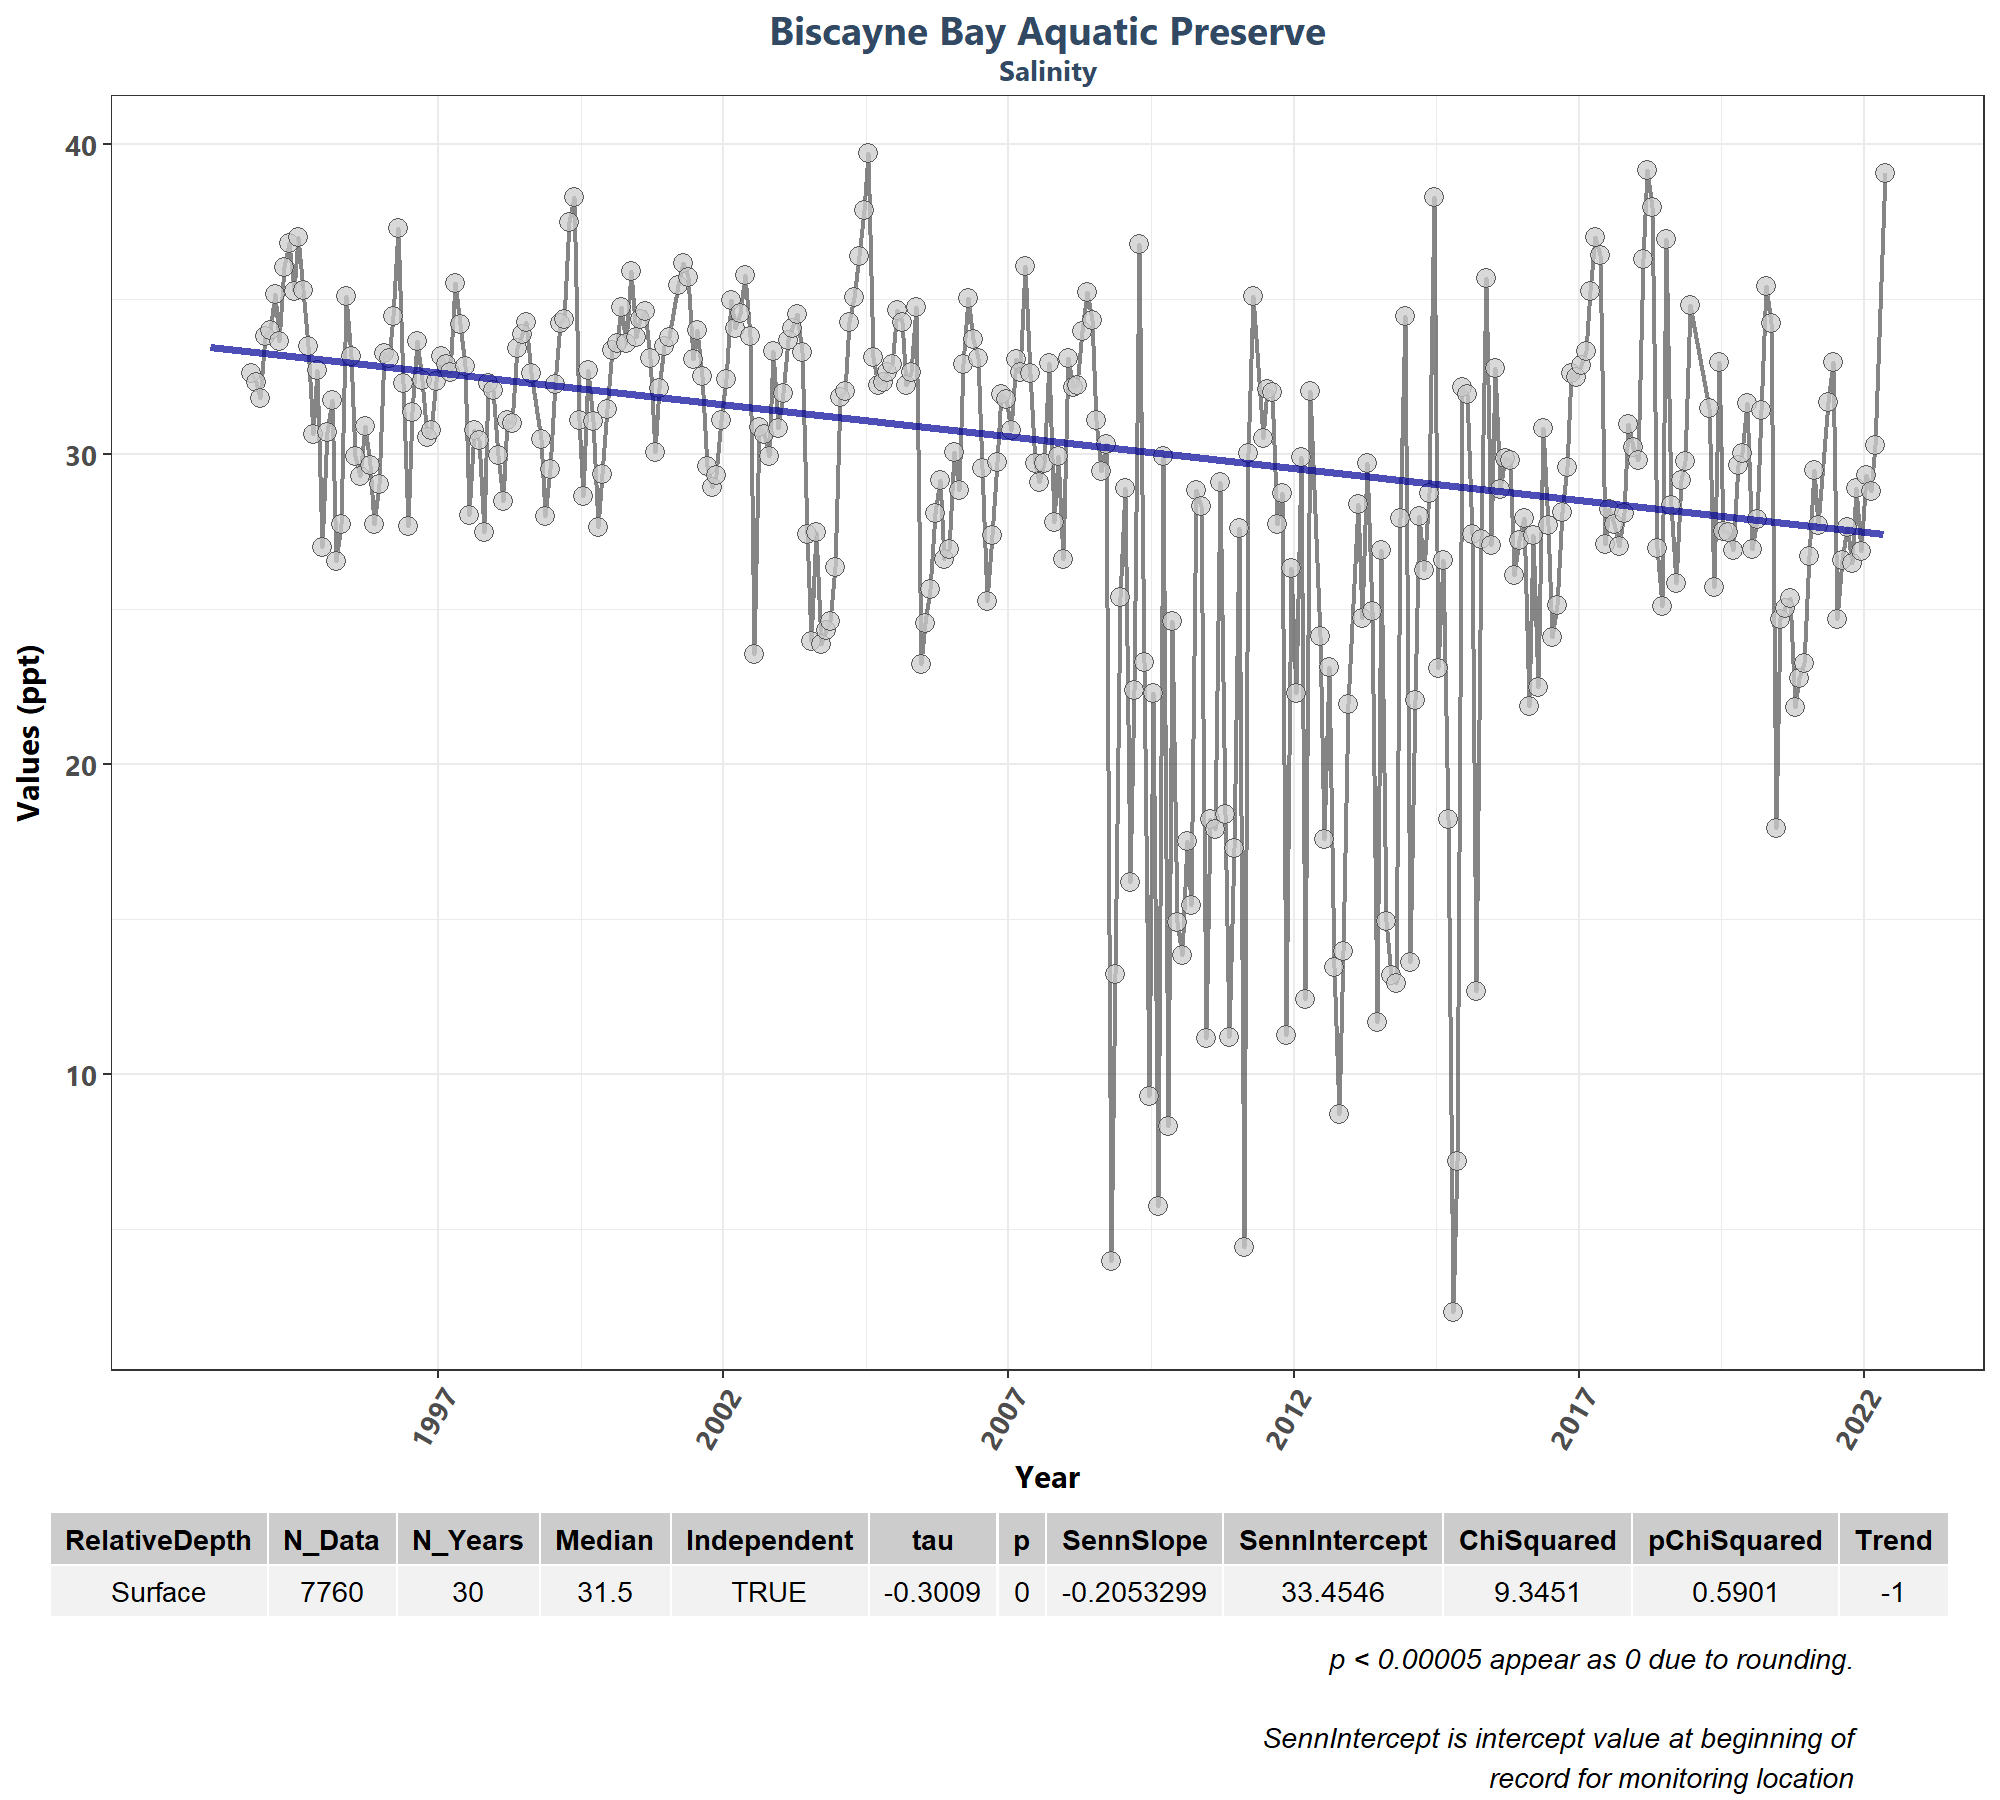 Biscayne Bay Aquatic Preserve
Salinity
Values (ppt)
40
30
20
10
1997 2002 2007 2012 2017 2022
Year
RelativeDepth N_Data N_Years Median Independent tau p SennSlope SennIntercept ChiSquared pChiSquared Trend
Surface 7760 30 31.5 TRUE -0.3009 0 -0.2053299 33.4546 9.3451 0.5901 -1
p < 0.00005 appear as 0 due to rounding.
SennIntercept is intercept value at beginning of
record for monitoring location